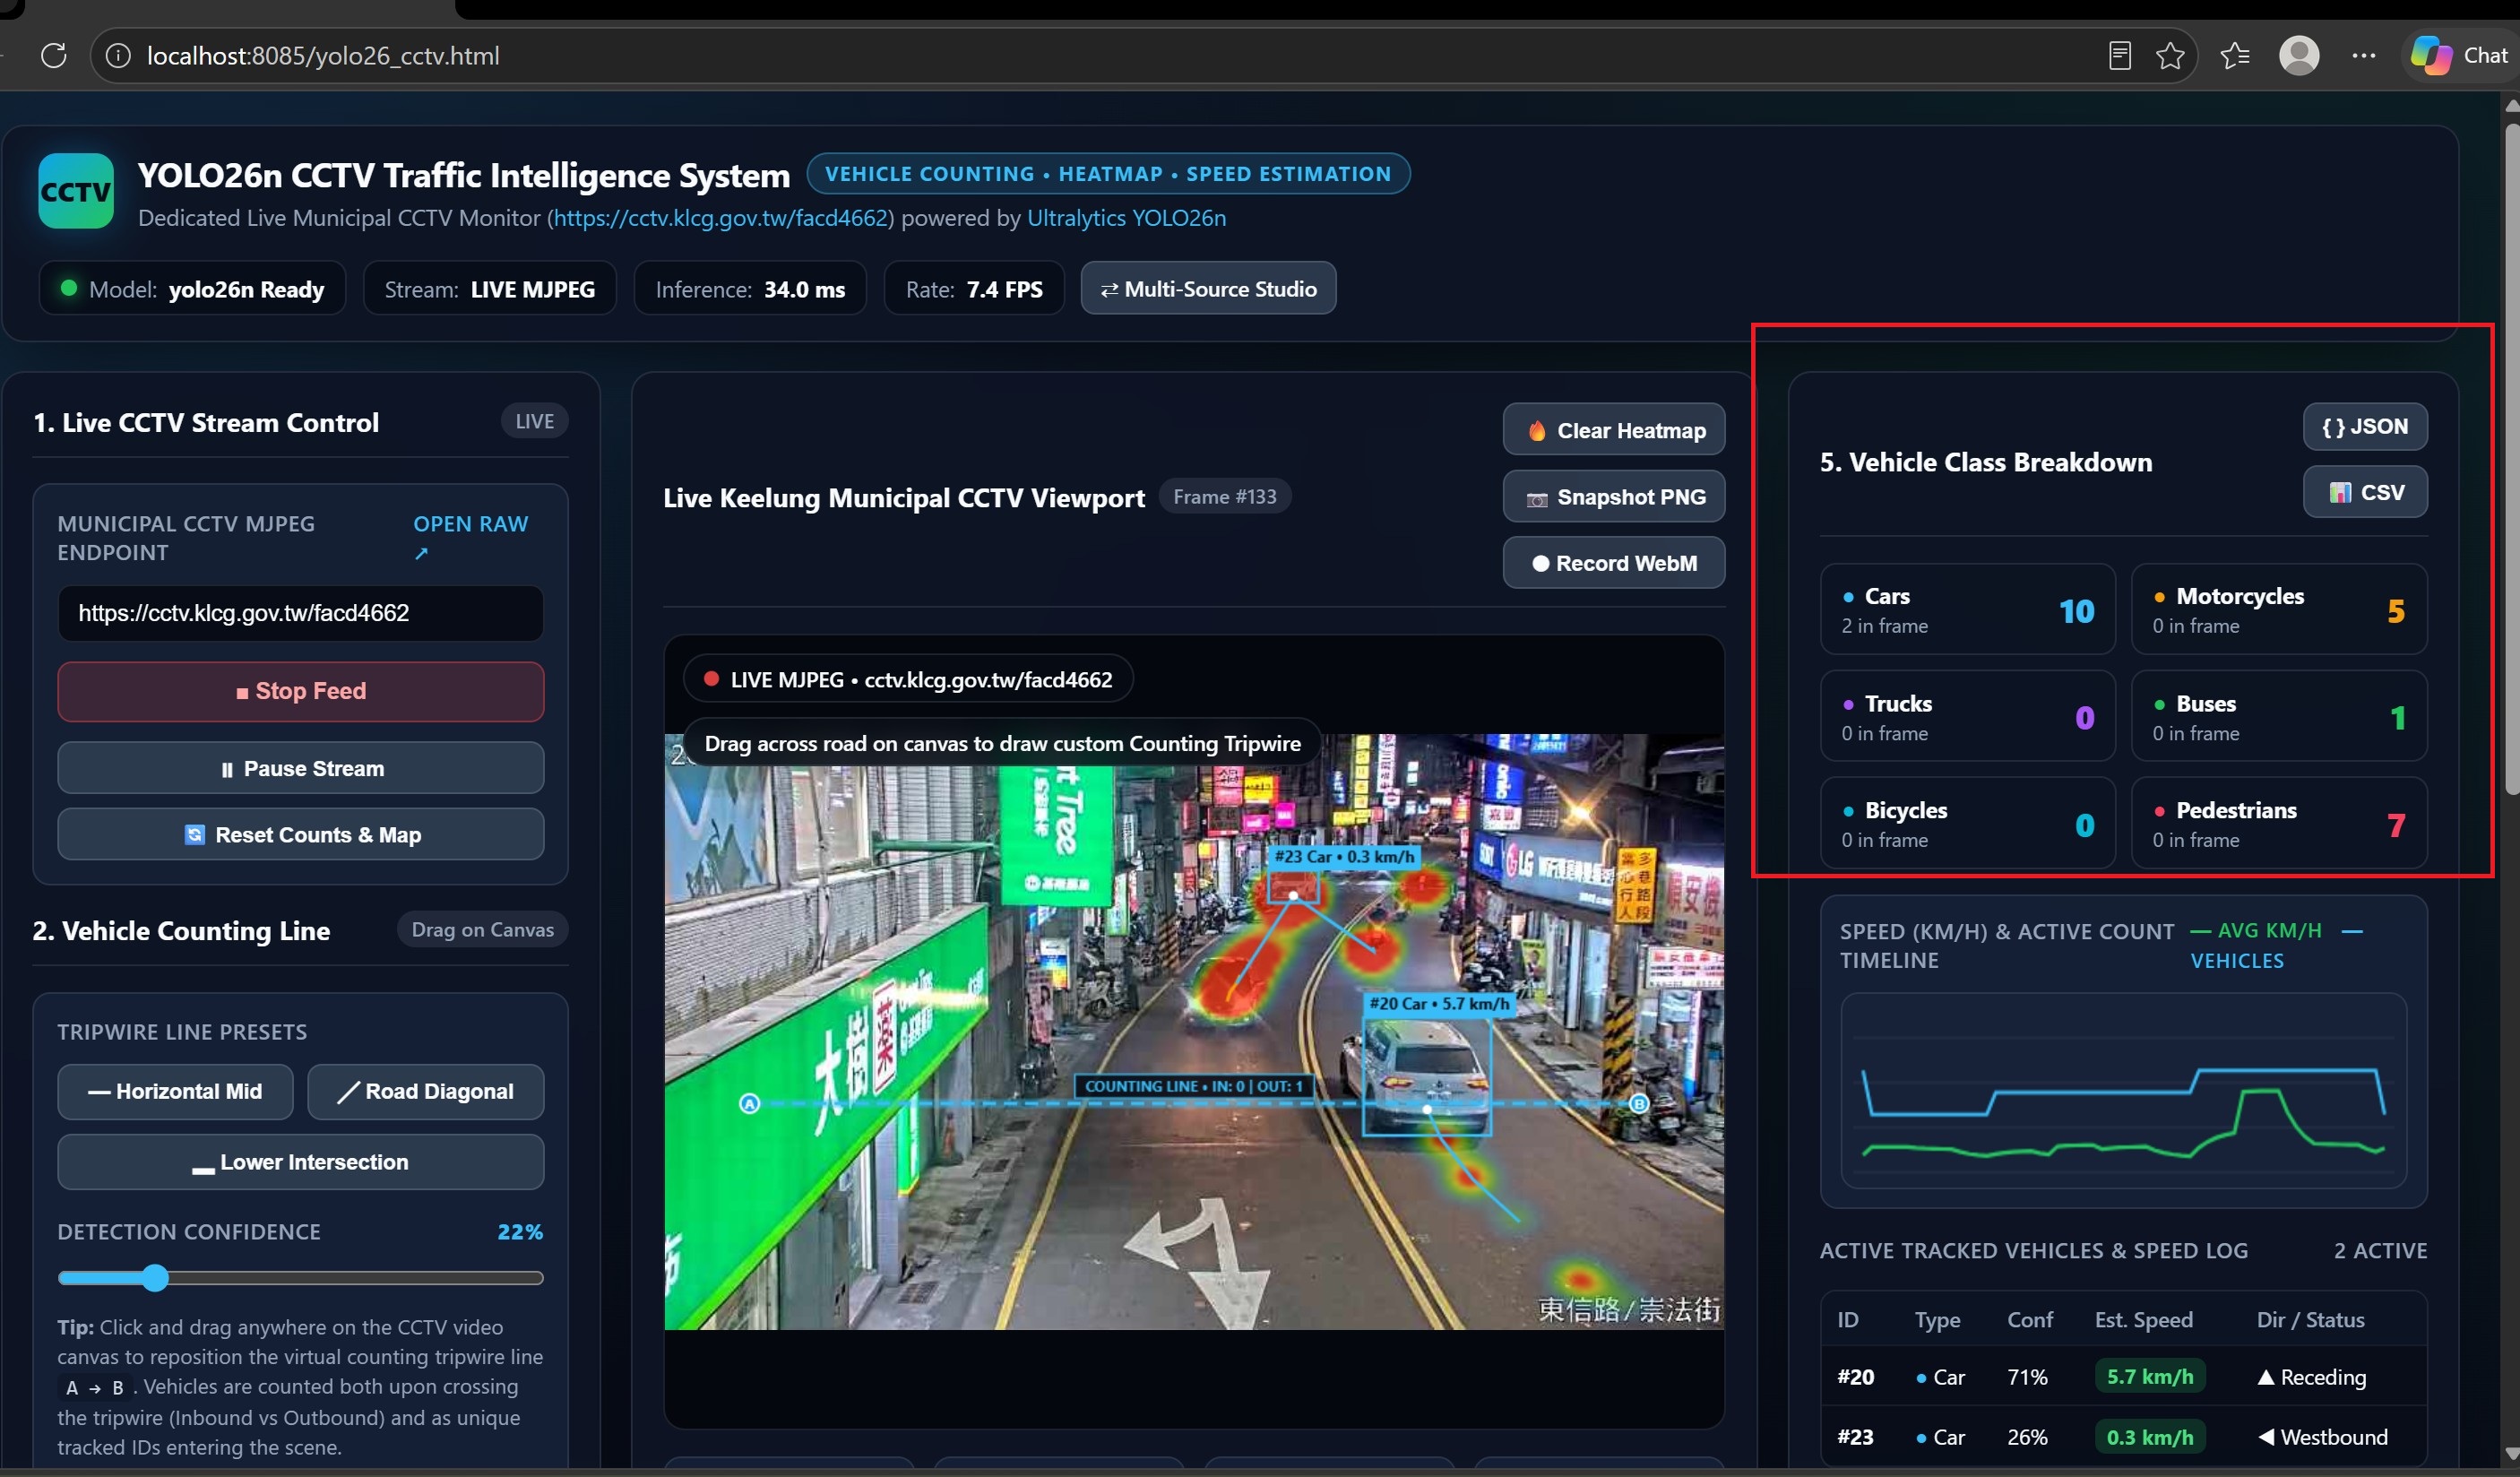 localhost:8085/yolo26_cctv.html
Chat
CCTV
YOLO26n CCTV Traffic Intelligence System
VEHICLE COUNTING • HEATMAP • SPEED ESTIMATION
Dedicated Live Municipal CCTV Monitor (https://cctv.klcg.gov.tw/facd4662) powered by Ultralytics YOLO26n
Model: yolo26n Ready
Stream: LIVE MJPEG
Inference: 34.0 ms
Rate: 7.4 FPS
⇄ Multi-Source Studio
1. Live CCTV Stream Control
LIVE
MUNICIPAL CCTV MJPEG
ENDPOINT
OPEN RAW
↗
https://cctv.klcg.gov.tw/facd4662
Stop Feed
Pause Stream
Reset Counts & Map
2. Vehicle Counting Line
Drag on Canvas
TRIPWIRE LINE PRESETS
Horizontal Mid
Road Diagonal
Lower Intersection
DETECTION CONFIDENCE
22%
Tip: Click and drag anywhere on the CCTV video
canvas to reposition the virtual counting tripwire line
A → B . Vehicles are counted both upon crossing
the tripwire (Inbound vs Outbound) and as unique
tracked IDs entering the scene.
Live Keelung Municipal CCTV Viewport
Frame #133
Clear Heatmap
Snapshot PNG
Record WebM
LIVE MJPEG • cctv.klcg.gov.tw/facd4662
Drag across road on canvas to draw custom Counting Tripwire
Tree
#23 Car • 0.3 km/h
LG
#20 Car • 5.7 km/h
大樹藥
COUNTING LINE • IN: 0 | OUT: 1
A
B
東信路/崇法街
5. Vehicle Class Breakdown
{ } JSON
CSV
Cars
2 in frame
10
Motorcycles
0 in frame
5
Trucks
0 in frame
0
Buses
0 in frame
1
Bicycles
0 in frame
0
Pedestrians
0 in frame
7
SPEED (KM/H) & ACTIVE COUNT
TIMELINE
— AVG KM/H —
VEHICLES
ACTIVE TRACKED VEHICLES & SPEED LOG
2 ACTIVE
ID Type Conf Est. Speed Dir / Status
#20 • Car 71% 5.7 km/h ▲ Receding
#23 • Car 26% 0.3 km/h ◀ Westbound